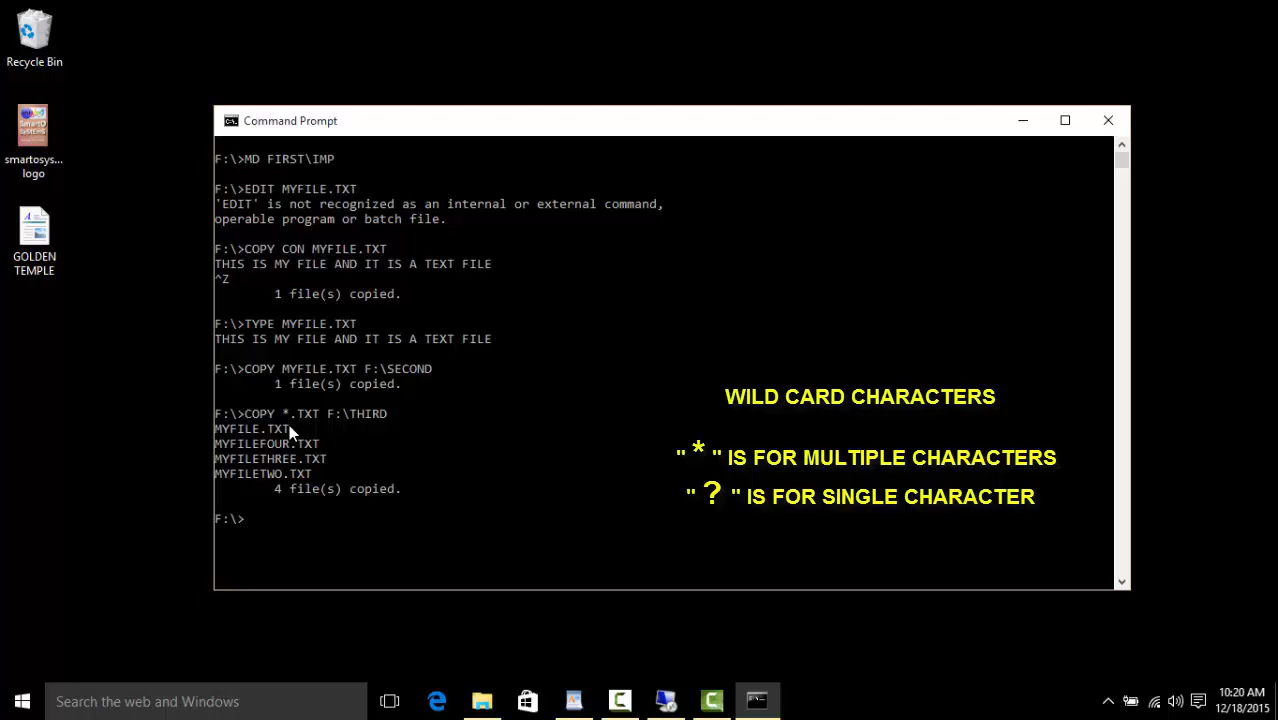 Recycle Bin
smartosys...
logo
GOLDEN
TEMPLE
Command Prompt
F:\>MD FIRST\IMP
F:\>EDIT MYFILE.TXT
'EDIT' is not recognized as an internal or external command,
operable program or batch file.
F:\>COPY CON MYFILE.TXT
THIS IS MY FILE AND IT IS A TEXT FILE
^Z
1 file(s) copied.
F:\>TYPE MYFILE.TXT
THIS IS MY FILE AND IT IS A TEXT FILE
F:\>COPY MYFILE.TXT F:\SECOND
1 file(s) copied.
F:\>COPY *.TXT F:\THIRD
MYFILE.TXT
MYFILEFOUR.TXT
MYFILETHREE.TXT
MYFILETWO.TXT
4 file(s) copied.
F:\>
WILD CARD CHARACTERS
" * " IS FOR MULTIPLE CHARACTERS
" ? " IS FOR SINGLE CHARACTER
Search the web and Windows
10:20 AM
12/18/2015